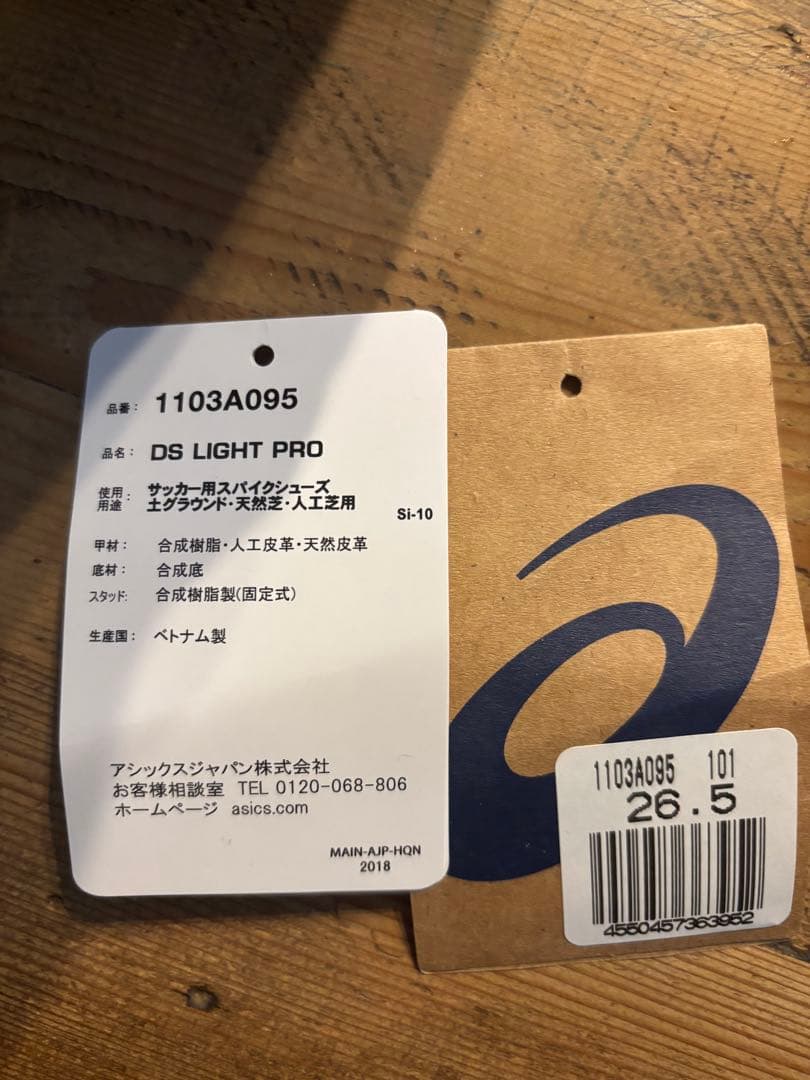 品番： 1103A095
品名： DS LIGHT PRO
使用用途： サッカー用スパイクシューズ
土グラウンド・天然芝・人工芝用
Si-10
甲材： 合成樹脂・人工皮革・天然皮革
底材： 合成底
スタッド: 合成樹脂製(固定式)
生産国： ベトナム製
アシックスジャパン株式会社
お客様相談室 TEL 0120-068-806
ホームページ asics.com
MAIN-AJP-HQN
2018
1103A095 101
26.5
4550457363952